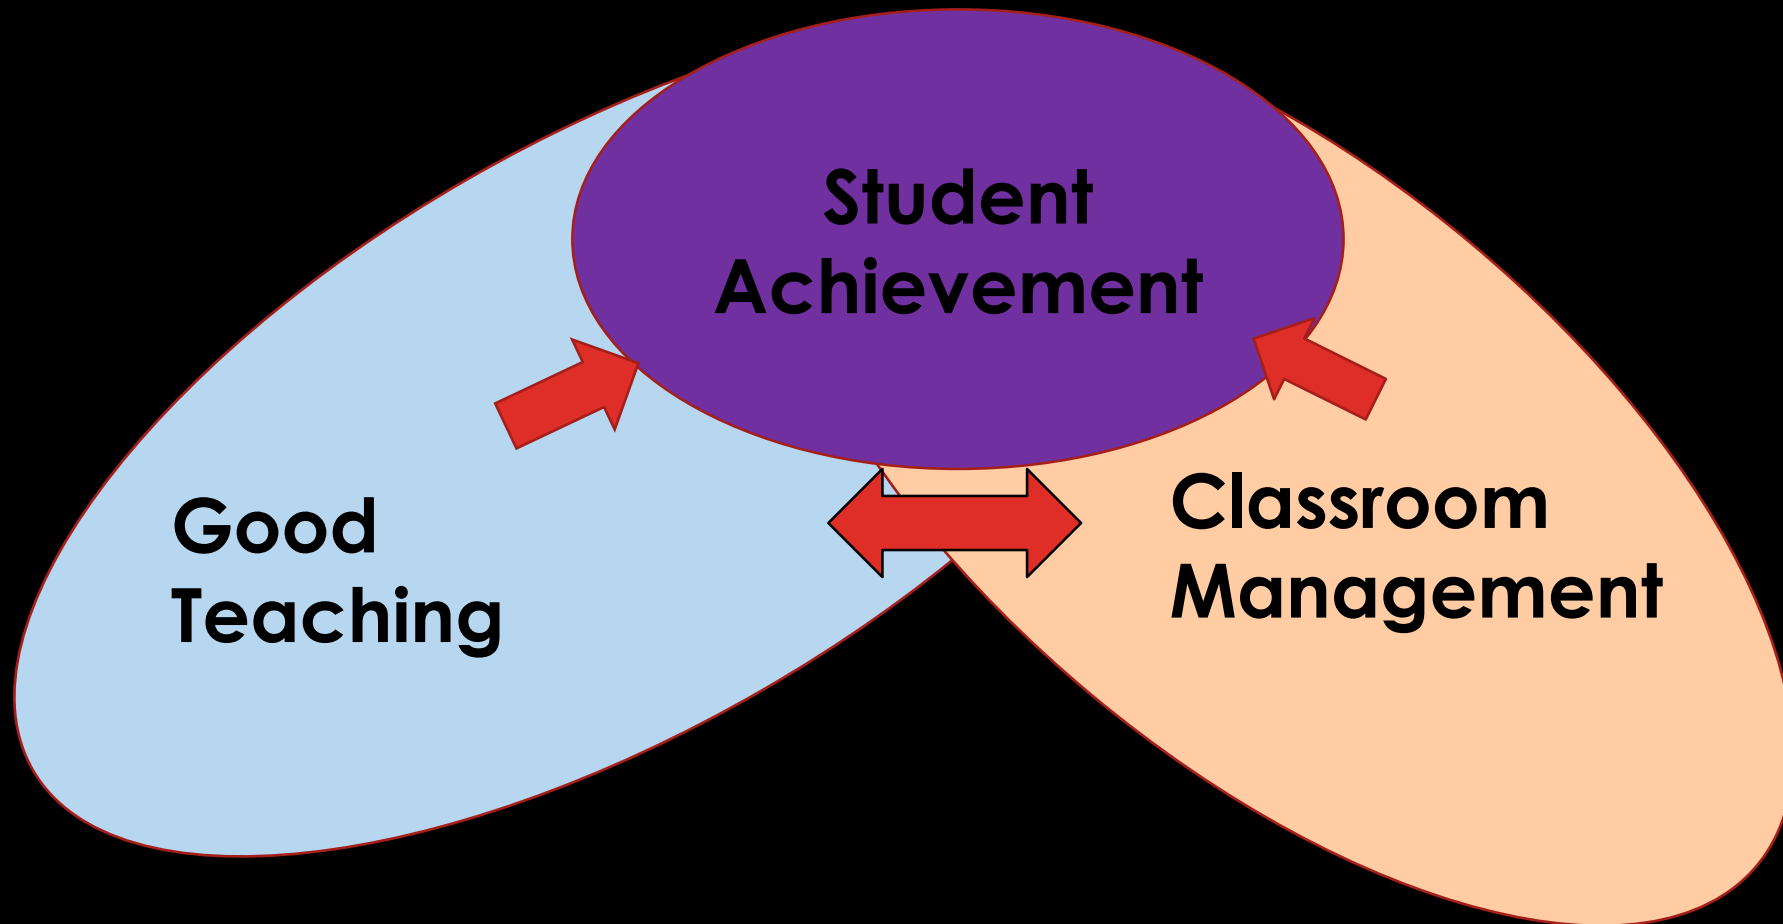 Student
Achievement
Good
Teaching
Classroom
Management